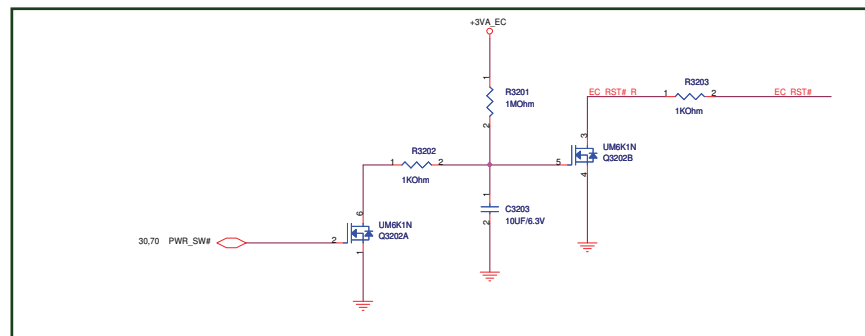 +3VA_EC
1
R3201
1MOhm
2
R3203
EC_RST#_R
1
2
EC_RST#
1KOhm
3
R3202
1
2
1KOhm
5
UM6K1N
Q3202B
4
1
C3203
10UF/6.3V
2
6
UM6K1N
Q3202A
30,70
PWR_SW#
2
1